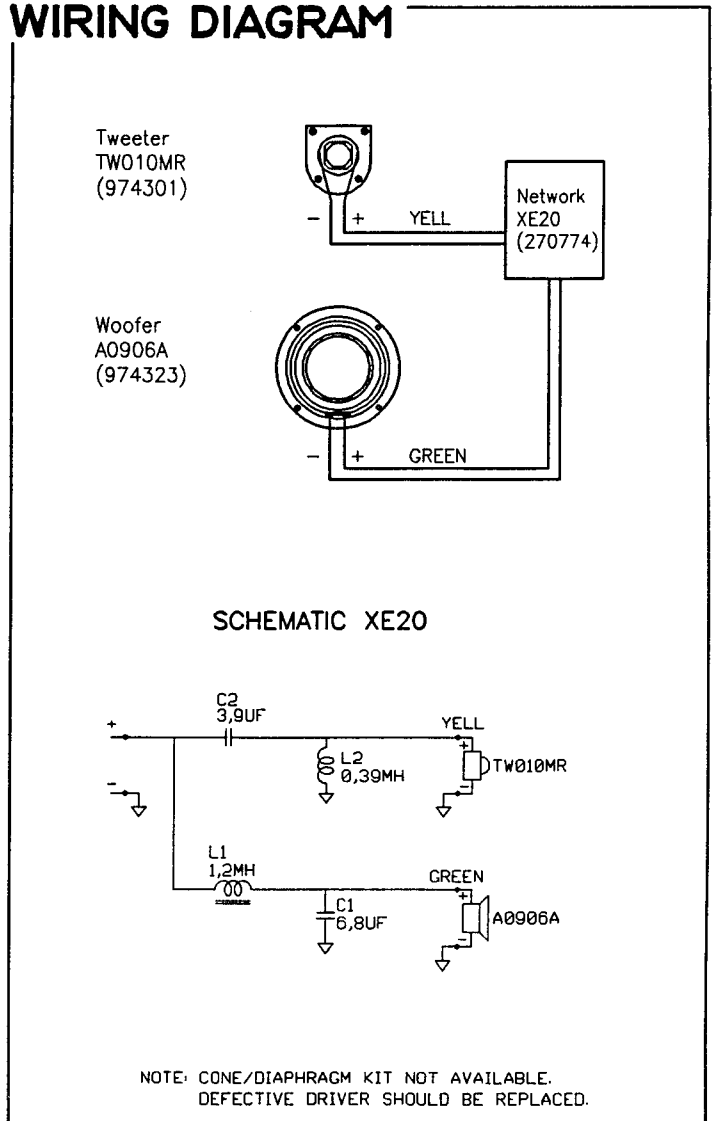 WIRING DIAGRAM
Tweeter
TW010MR
(974301)
- + YELL
Network
XE20
(270774)
Woofer
A0906A
(974323)
- + GREEN
SCHEMATIC XE20
C2
3,9UF
+
YELL
+
L2
0,39MH
TW010MR
-
-
L1
1,2MH
GREEN
+
C1
6,8UF
A0906A
-
NOTE: CONE/DIAPHRAGM KIT NOT AVAILABLE.
DEFECTIVE DRIVER SHOULD BE REPLACED.